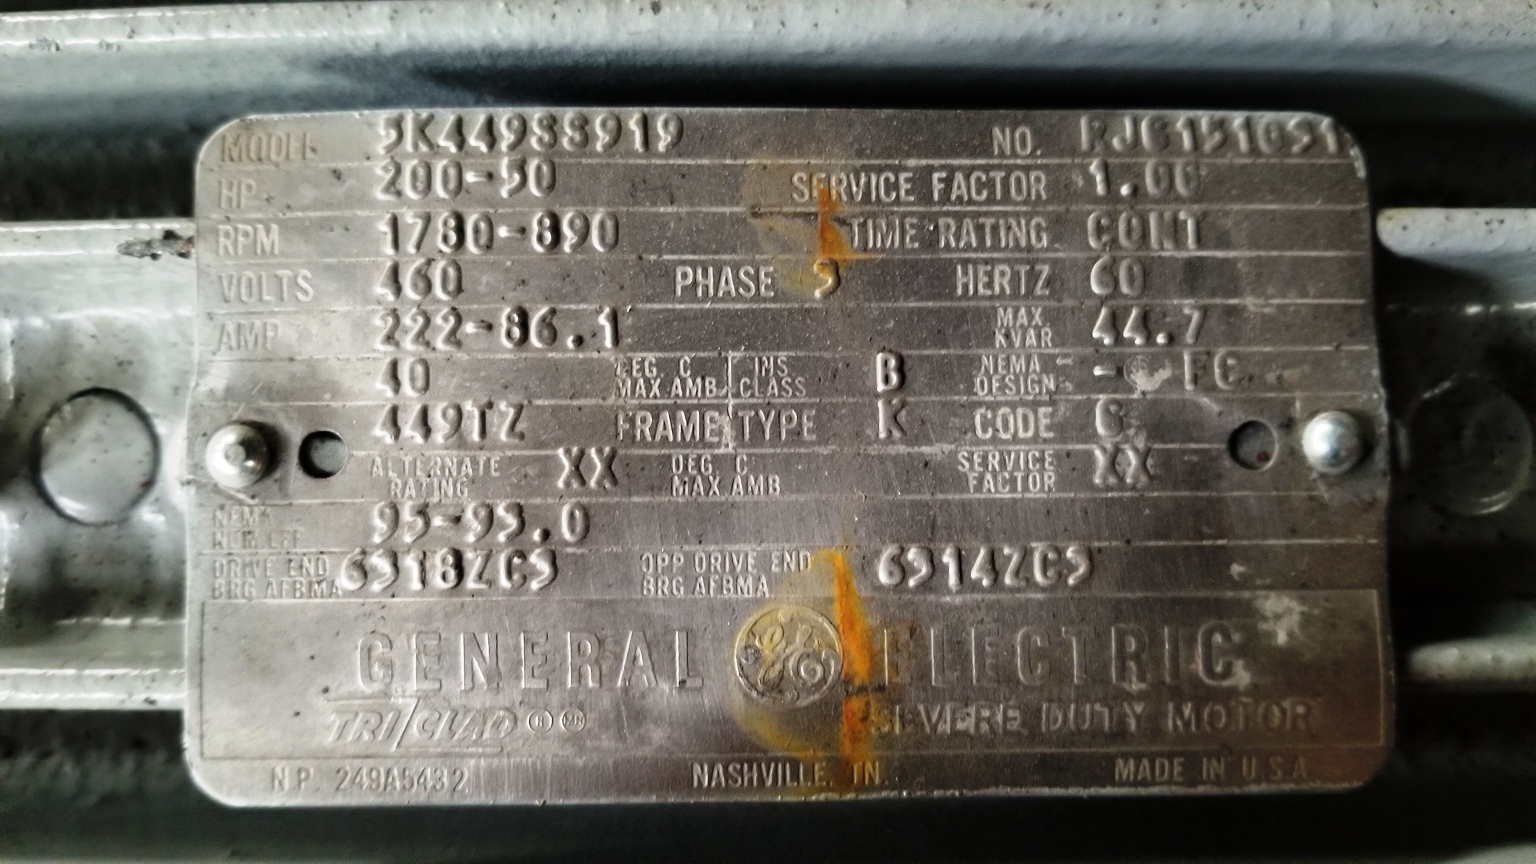 MODEL 5K449SS919 NO. RJG151031
HP 200-50 SERVICE FACTOR 1.00
RPM 1780-890 TIME RATING CONT
VOLTS 460 PHASE 3 HERTZ 60
AMP 222-86.1 MAX. KVAR 44.7
40 DEG. C MAX AMB. INS CLASS B NEMA DESIGN - FC
449TZ FRAME TYPE K CODE G
ALTERNATE RATING XX DEG. C MAX AMB SERVICE FACTOR XX
NEMA NOM EFF 95-93.0
DRIVE END BRG AFBMA 6318ZC3 OPP DRIVE END BRG AFBMA 6314ZC3
GENERAL GE ELECTRIC
TRI/CLAD ® MR SEVERE DUTY MOTOR
N.P. 249A5432 NASHVILLE, TN. MADE IN U.S.A.